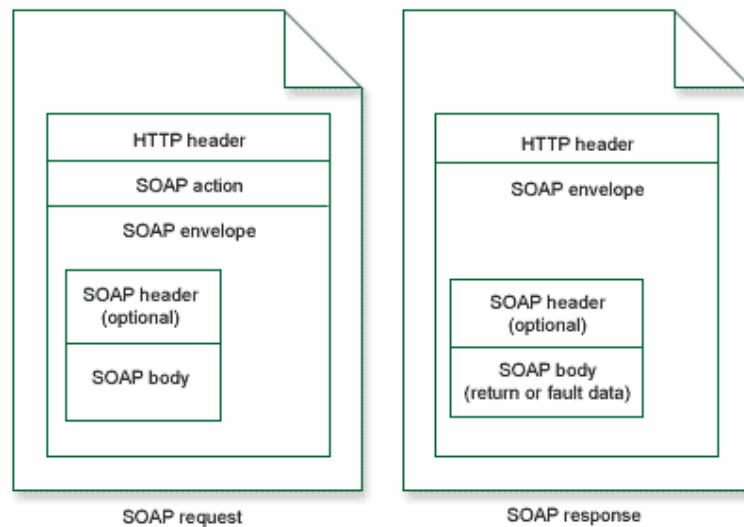 HTTP header
SOAP action
SOAP envelope
SOAP header
(optional)
SOAP body
SOAP request
HTTP header
SOAP envelope
SOAP header
(optional)
SOAP body
(return or fault data)
SOAP response